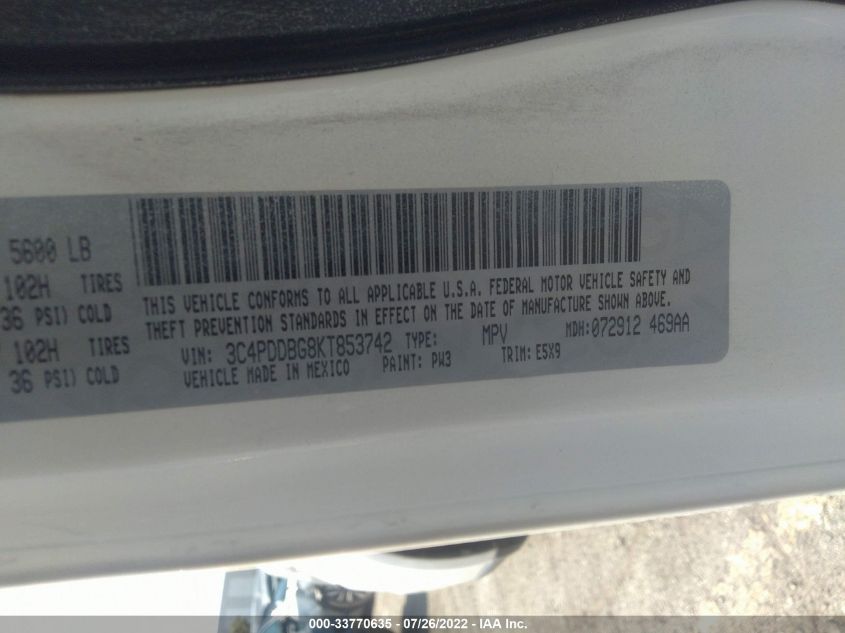 5600 LB
102H TIRES
36 PSI) COLD
102H TIRES
36 PSI) COLD
THIS VEHICLE CONFORMS TO ALL APPLICABLE U.S.A. FEDERAL MOTOR VEHICLE SAFETY AND
THEFT PREVENTION STANDARDS IN EFFECT ON THE DATE OF MANUFACTURE SHOWN ABOVE.
VIN: 3C4PDDBG8KT853742 TYPE: MPV MDH:072912 469AA
VEHICLE MADE IN MEXICO PAINT: PW3 TRIM: E5X9
000-33770635 - 07/26/2022 - IAA Inc.